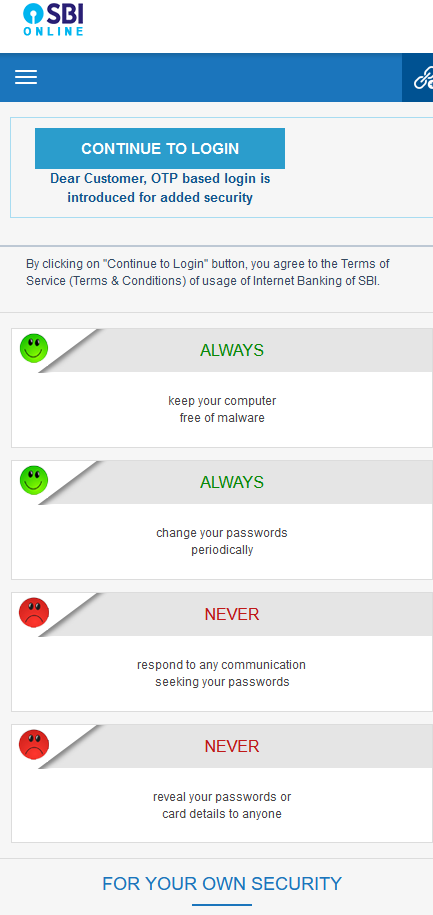 SBI
ONLINE
CONTINUE TO LOGIN
Dear Customer, OTP based login is
introduced for added security
By clicking on "Continue to Login" button, you agree to the Terms of
Service (Terms & Conditions) of usage of Internet Banking of SBI.
ALWAYS
keep your computer
free of malware
ALWAYS
change your passwords
periodically
NEVER
respond to any communication
seeking your passwords
NEVER
reveal your passwords or
card details to anyone
FOR YOUR OWN SECURITY